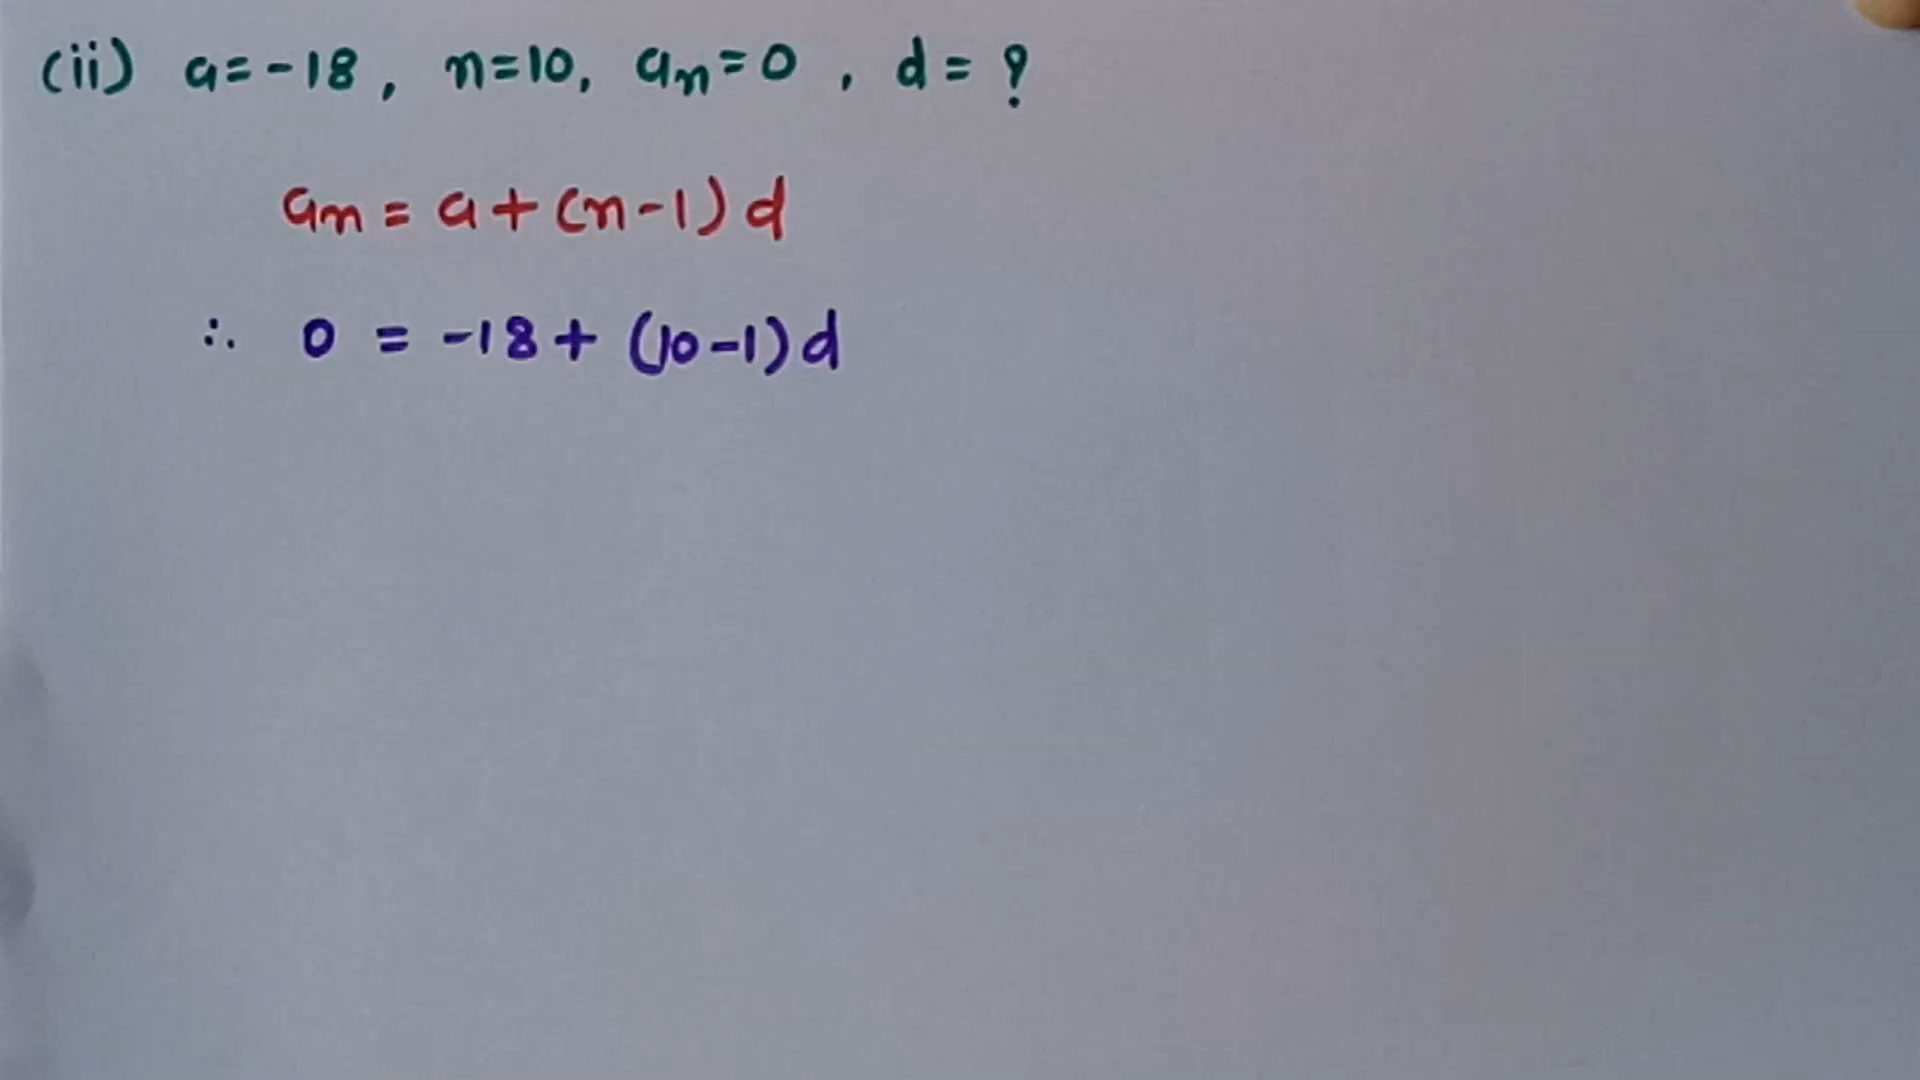 (ii) a=-18, n=10, aₙ=0, d=?
aₙ = a+(n-1)d
∴ 0 = -18+(10-1)d